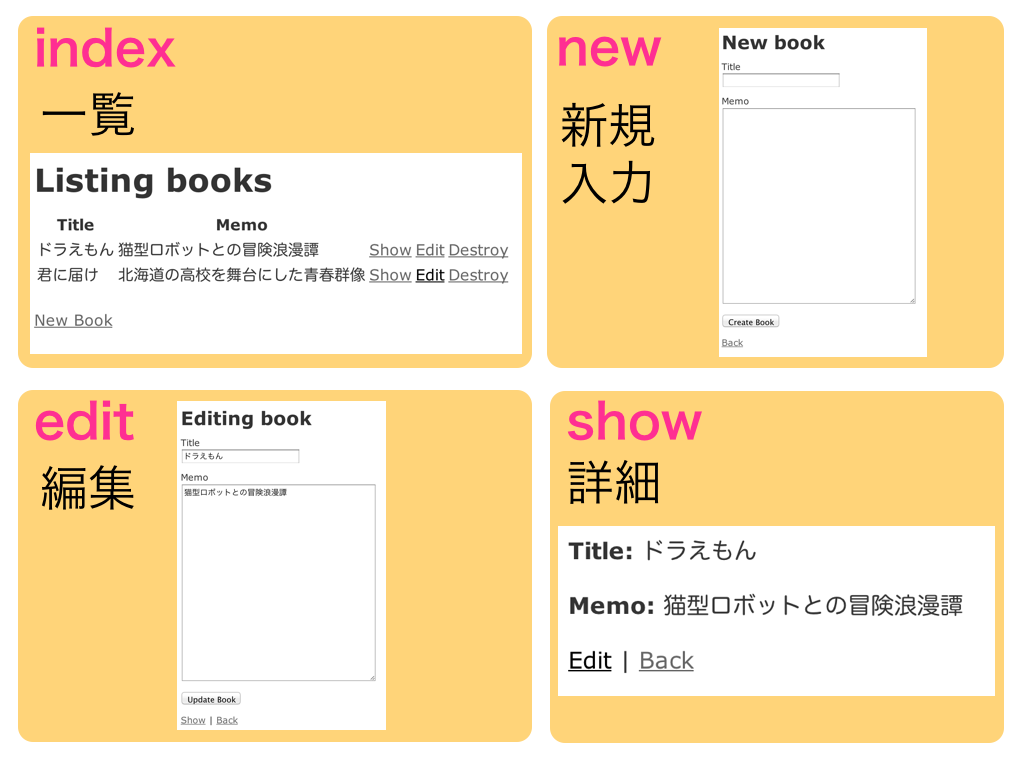 index
一覧
Listing books
Title Memo
ドラえもん 猫型ロボットとの冒険浪漫譚 Show Edit Destroy
君に届け 北海道の高校を舞台にした青春群像 Show Edit Destroy
New Book
new
新規
入力
New book
Title
Memo
Create Book
Back
edit
編集
Editing book
Title
ドラえもん
Memo
猫型ロボットとの冒険浪漫譚
Update Book
Show | Back
show
詳細
Title: ドラえもん
Memo: 猫型ロボットとの冒険浪漫譚
Edit | Back